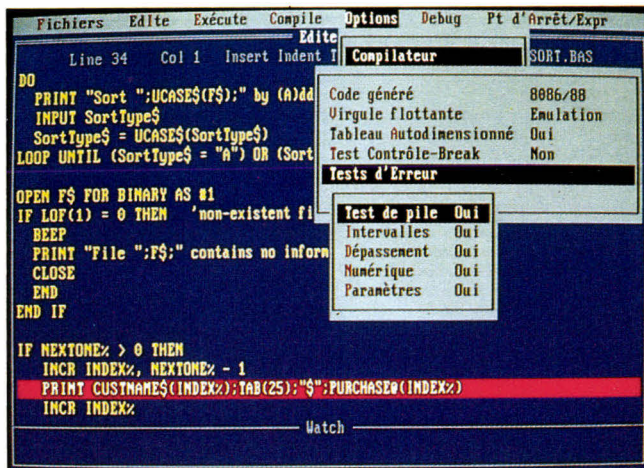 Fichiers EdIte Exécute Compile Options Debug Pt d'Arrêt/Expr
Edite
Line 34 Col 1 Insert Indent T
SORT.BAS
Compilateur
Code généré 8086/88
Virgule flottante Emulation
Tableau Autodimensionné Oui
Test Contrôle-Break Non
Tests d'Erreur
Test de pile Oui
Intervalles Oui
Dépassement Oui
Numérique Oui
Paramètres Oui
DO
PRINT "Sort ";UCASE$(F$);" by (A)dd
INPUT SortType$
SortType$ = UCASE$(SortType$)
LOOP UNTIL (SortType$ = "A") OR (Sort
OPEN F$ FOR BINARY AS #1
IF LOF(1) = 0 THEN 'non-existent fi
BEEP
PRINT "File ";F$;" contains no inform
CLOSE
END
END IF
IF NEXTONE% > 0 THEN
INCR INDEX%, NEXTONE% - 1
PRINT CUSTNAME$(INDEX%);TAB(25);"$";PURCHASE@(INDEX%)
INCR INDEX%
Watch